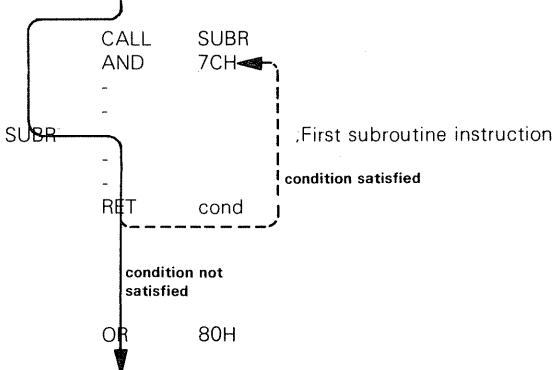 CALL SUBR
AND 7CH
-
-
SUBR ;First subroutine instruction
-
-
condition satisfied
RET cond
condition not
satisfied
OR 80H